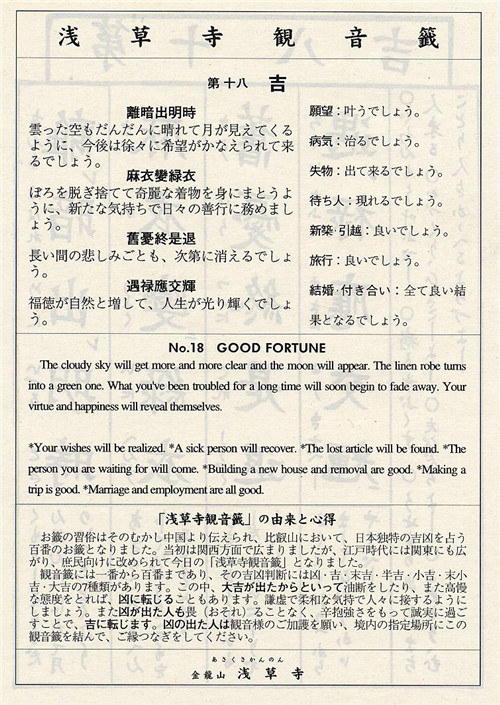 浅草寺観音籤
第十八 吉
離暗出明時
雲った空もだんだんに晴れて月が見えてくる
ように、今後は徐々に希望がかなえられて来
るでしょう。
麻衣變緑衣
ぼろを脱ぎ捨てて奇麗な着物を身にまとうよ
うに、新たな気持ちで日々の善行に務めまし
ょう。
舊憂終是退
長い間の悲しみごとも、次第に消えるでしょ
う。
遇禄應交輝
福徳が自然と増して、人生が光り輝くでしょ
う。
願望：叶うでしょう。
病気：治るでしょう。
失物：出て来るでしょう。
待ち人：現れるでしょう。
新築・引越：良いでしょう。
旅行：良いでしょう。
結婚・付き合い：全て良い結
果となるでしょう。
No.18 GOOD FORTUNE
The cloudy sky will get more and more clear and the moon will appear. The linen robe turns
into a green one. What you've been troubled for a long time will soon begin to fade away. Your
virtue and happiness will reveal themselves.
*Your wishes will be realized. *A sick person will recover. *The lost article will be found. *The
person you are waiting for will come. *Building a new house and removal are good. *Making a
trip is good. *Marriage and employment are all good.
「浅草寺観音籤」の由来と心得
お籤の習俗はそのむかし中国より伝えられ、比叡山において、日本独特の吉凶を占う
百番のお籤となりました。当初は関西方面で広まりましたが、江戸時代には関東にも広
がり、庶民向けに改められて今日の「浅草寺観音籤」となりました。
観音籤には一番から百番まであり、その吉凶判断には凶・吉・末吉・半吉・小吉・末小
吉・大吉の7種類があります。この中、大吉が出たからといって油断をしたり、また高慢
な態度をとれば、凶に転じることもあります。謙虚で柔和な気持で人々に接するように
しましょう。また凶が出た人も畏（おそれ）ることなく、辛抱強さをもって誠実に過ご
すことで、吉に転じます。凶の出た人は観音様のご加護を願い、境内の指定場所にこの
観音籤を結んで、ご縁つなぎをしてください。
あさくさかんのん
金龍山 浅草寺